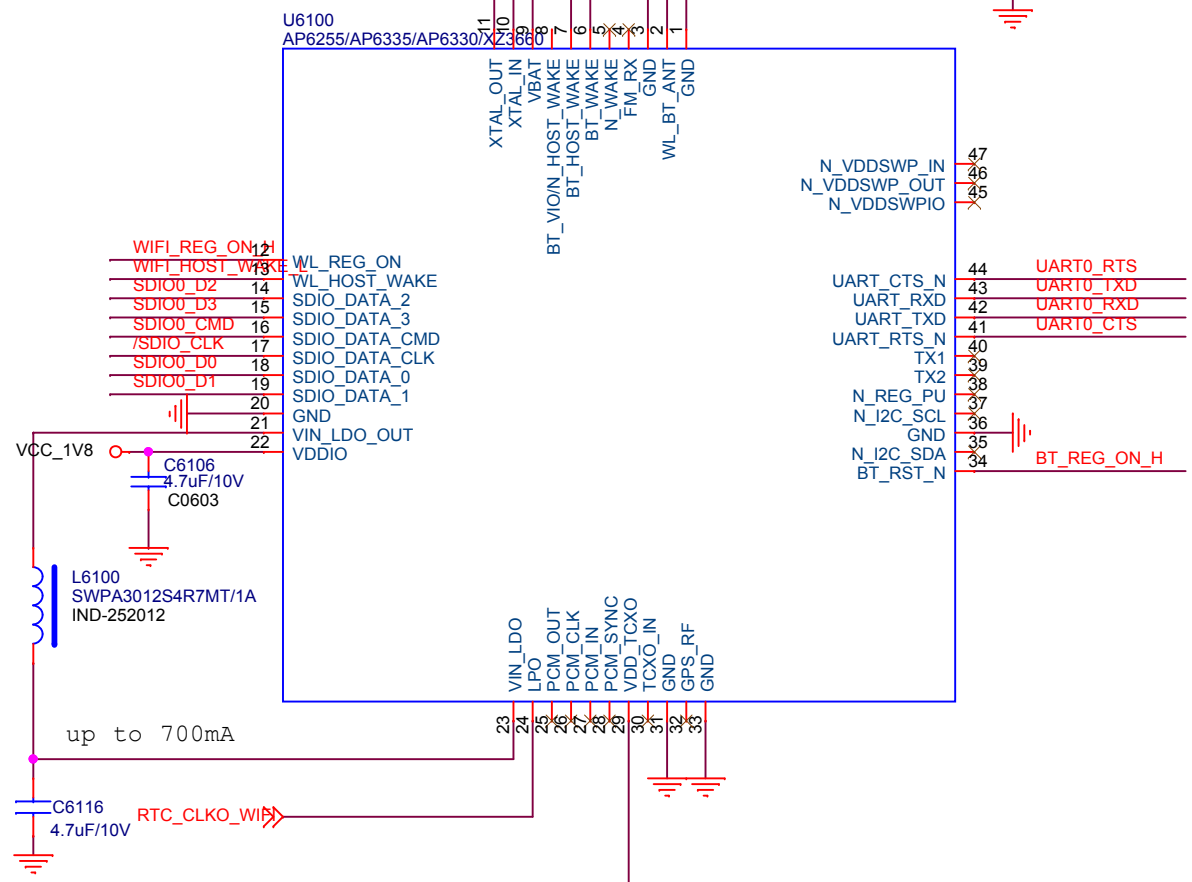 U6100
AP6255/AP6335/AP6330/XZ3660
11
10
9
8
7
6
5
4
3
2
1
XTAL_OUT
XTAL_IN
VBAT
BT_VIO/N_HOST_WAKE
BT_HOST_WAKE
BT_WAKE
N_WAKE
FM_RX
GND
WL_BT_ANT
GND
N_VDDSWP_IN 47
N_VDDSWP_OUT 46
N_VDDSWPIO 45
WIFI_REG_ON_H 12 WL_REG_ON
WIFI_HOST_WAKE_L 13 WL_HOST_WAKE
SDIO0_D2 14 SDIO_DATA_2
SDIO0_D3 15 SDIO_DATA_3
SDIO0_CMD 16 SDIO_DATA_CMD
/SDIO_CLK 17 SDIO_DATA_CLK
SDIO0_D0 18 SDIO_DATA_0
SDIO0_D1 19 SDIO_DATA_1
20 GND
21 VIN_LDO_OUT
VCC_1V8 22 VDDIO
UART_CTS_N 44 UART0_RTS
UART_RXD 43 UART0_TXD
UART_TXD 42 UART0_RXD
UART_RTS_N 41 UART0_CTS
TX1 40
TX2 39
N_REG_PU 38
N_I2C_SCL 37
GND 36
N_I2C_SDA 35
BT_RST_N 34 BT_REG_ON_H
C6106
4.7uF/10V
C0603
L6100
SWPA3012S4R7MT/1A
IND-252012
VIN_LDO
LPO
PCM_OUT
PCM_CLK
PCM_IN
PCM_SYNC
VDD_TCXO
TCXO_IN
GND
GPS_RF
GND
23
24
25
26
27
28
29
30
31
32
33
up to 700mA
C6116
4.7uF/10V
RTC_CLKO_WIFI